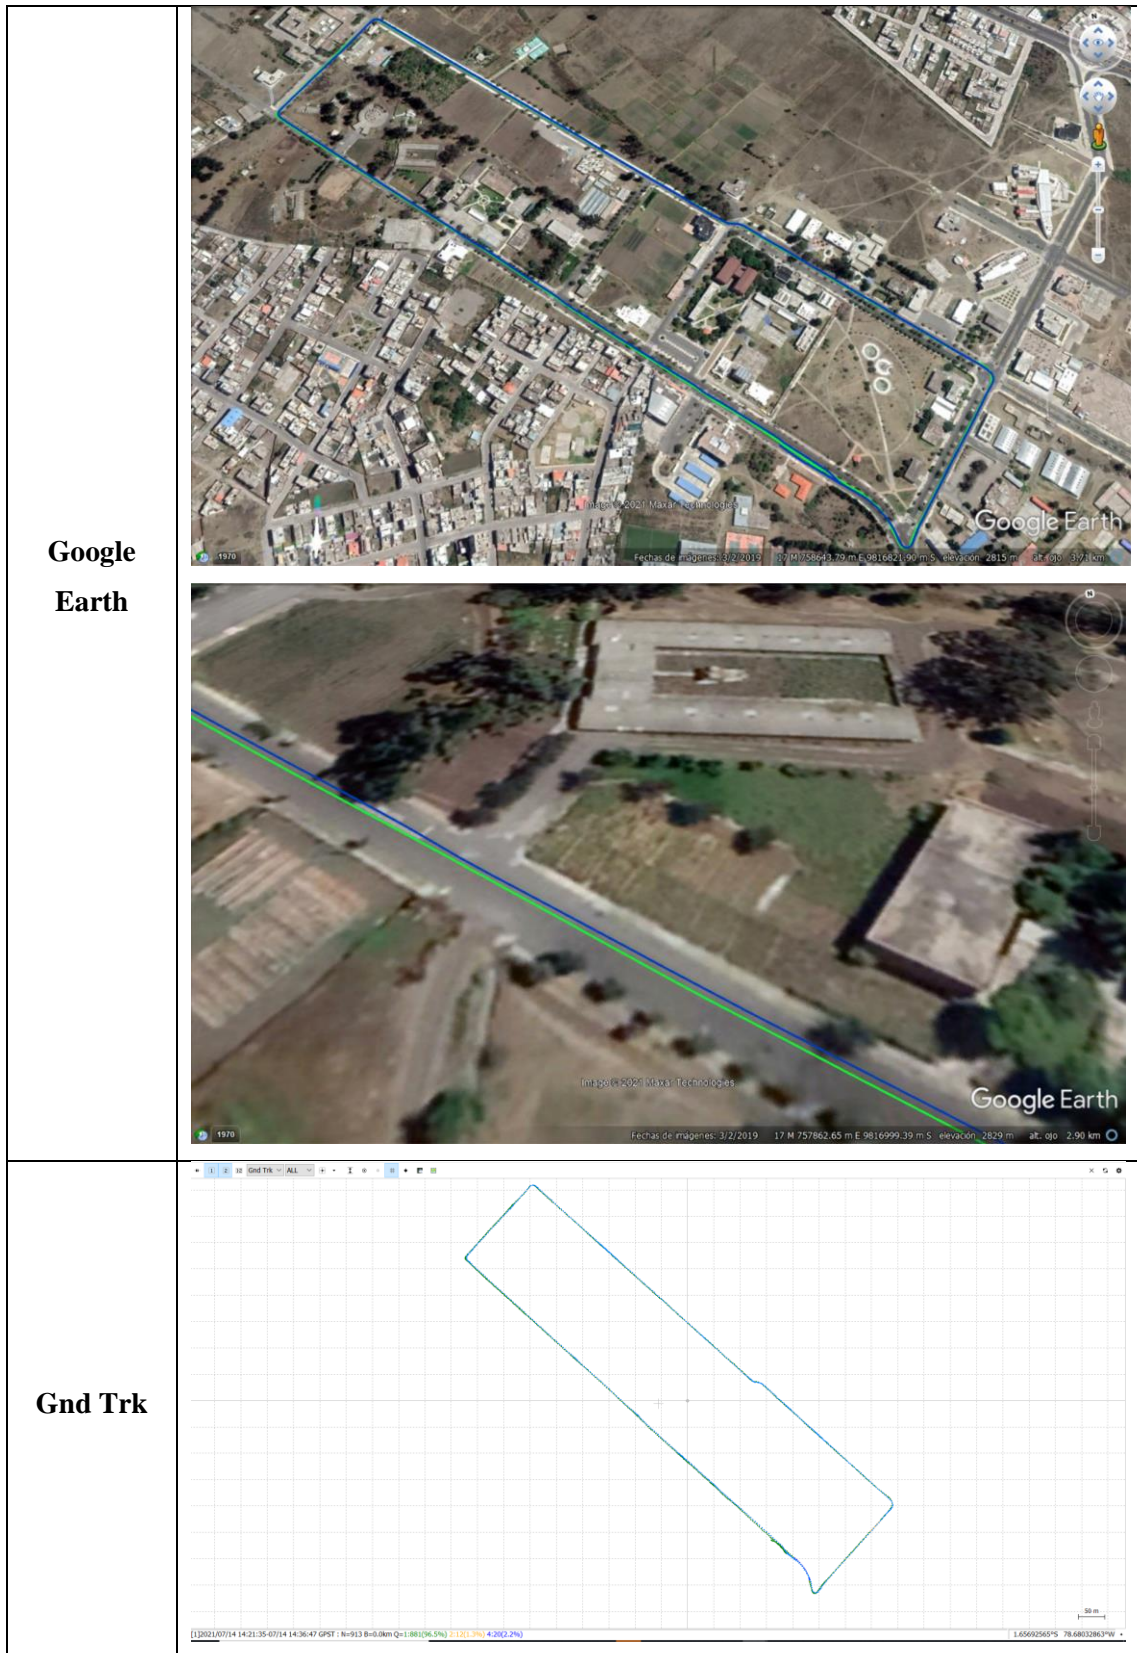 Google
Earth
N
Image © 2021 Maxar Technologies
Google Earth
1970
Fechas de imágenes: 3/2/2019 17 M 758643.79 m E 9816821.90 m S elevación 2815 m alt. ojo 3.71 km
N
Image © 2021 Maxar Technologies
Google Earth
1970
Fechas de imágenes: 3/2/2019 17 M 757862.65 m E 9816999.39 m S elevación 2829 m alt. ojo 2.90 km
Gnd Trk
Gnd Trk ALL
50 m
[1]2021/07/14 14:21:35-07/14 14:36:47 GPST : N=913 B=0.0km Q=1:881(96.5%) 2:12(1.3%) 4:20(2.2%)
1.65692565°S 78.68032863°W